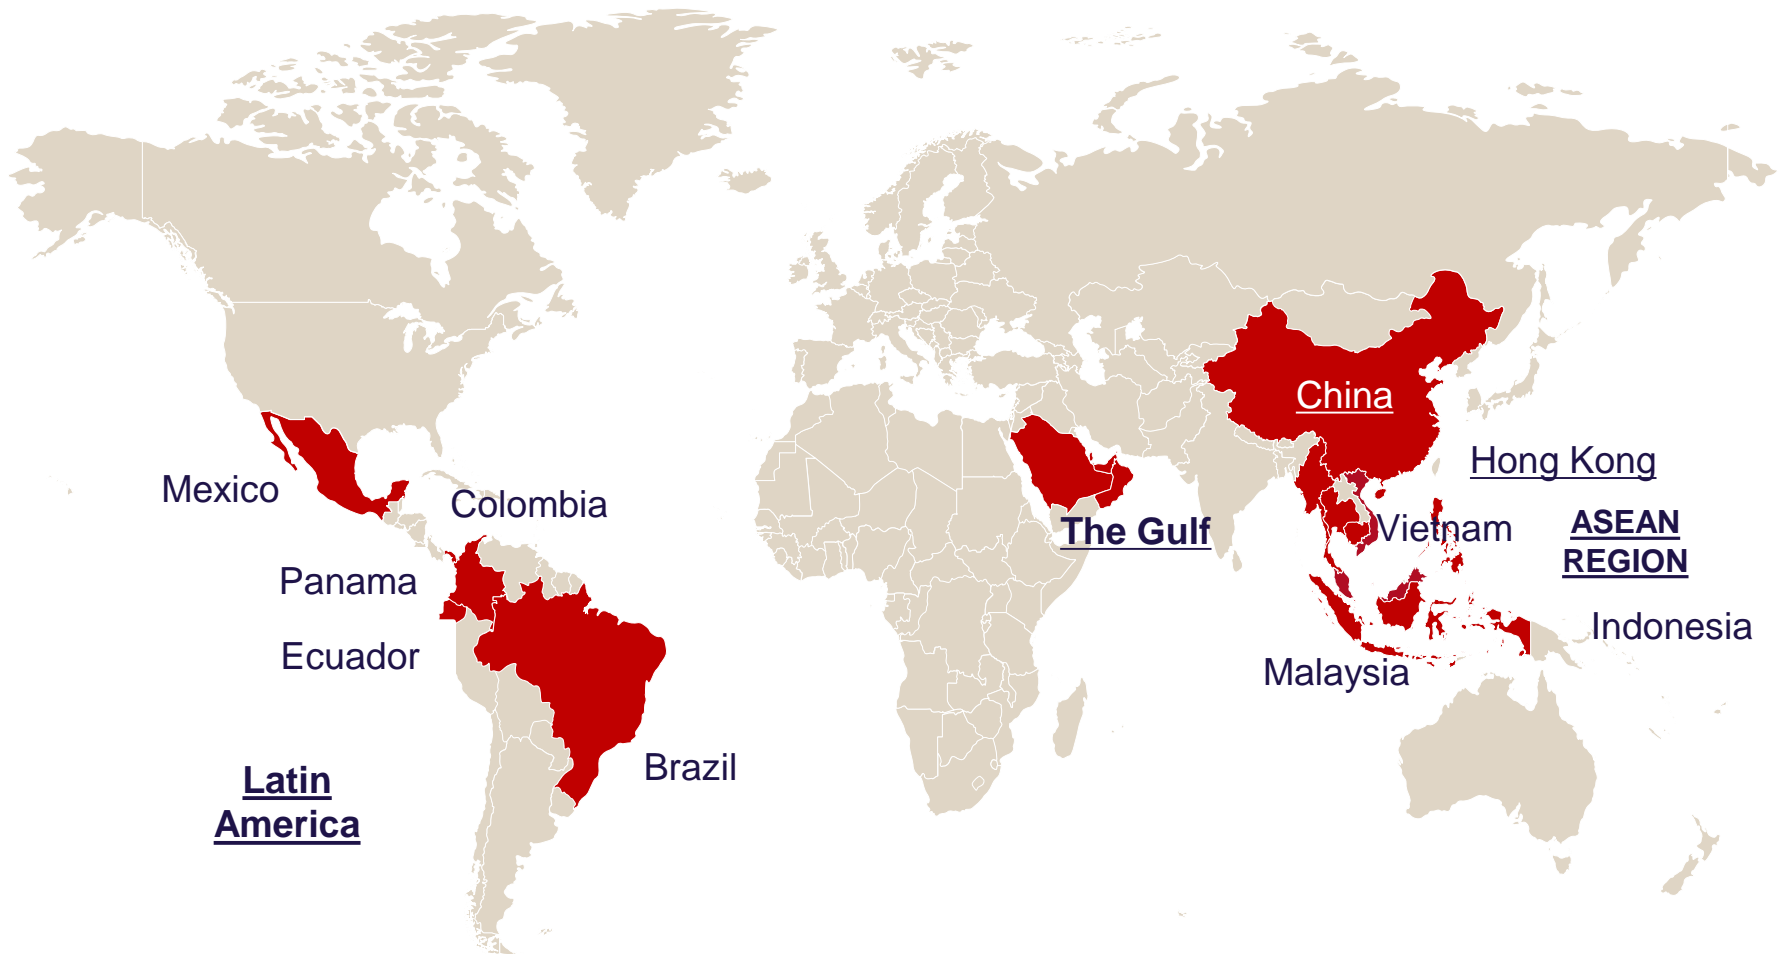 China
Hong Kong
Mexico
Colombia
The Gulf
Vietnam
ASEAN
REGION
Panama
Ecuador
Indonesia
Malaysia
Brazil
Latin
America